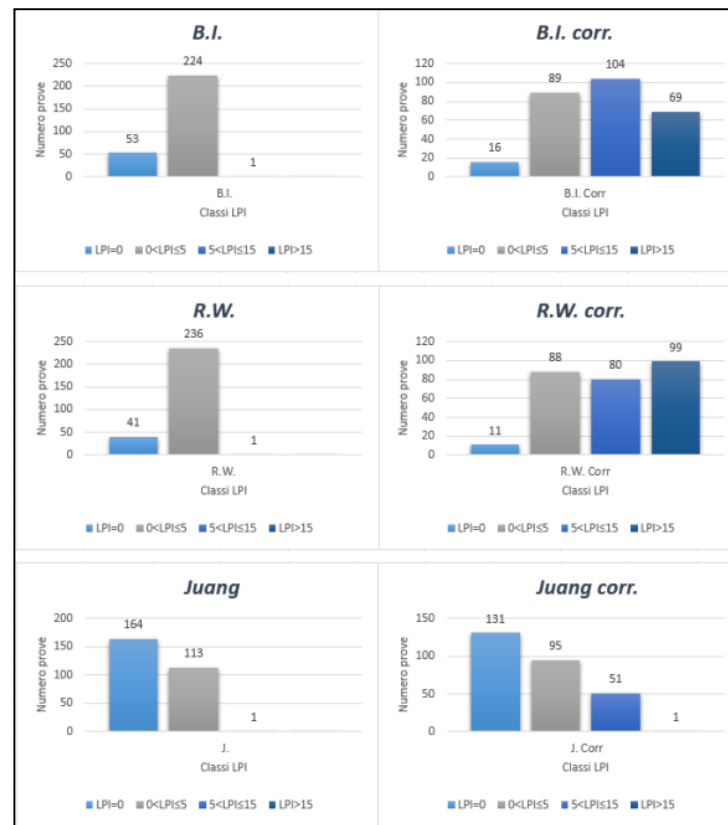 B.I.
Numero prove
250
200
150
100
50
0
53
224
1
B.I.
Classi LPI
LPI=0 0<LPI≤5 5<LPI≤15 LPI>15
B.I. corr.
Numero prove
120
100
80
60
40
20
0
16
89
104
69
B.I. Corr
Classi LPI
LPI=0 0<LPI≤5 5<LPI≤15 LPI>15
R.W.
Numero prove
250
200
150
100
50
0
41
236
1
R.W.
Classi LPI
LPI=0 0<LPI≤5 5<LPI≤15 LPI>15
R.W. corr.
Numero prove
120
100
80
60
40
20
0
11
88
80
99
R.W. Corr
Classi LPI
LPI=0 0<LPI≤5 5<LPI≤15 LPI>15
Juang
Numero prove
200
150
100
50
0
164
113
1
J.
Classi LPI
LPI=0 0<LPI≤5 5<LPI≤15 LPI>15
Juang corr.
Numero prove
150
100
50
0
131
95
51
1
J. Corr
Classi LPI
LPI=0 0<LPI≤5 5<LPI≤15 LPI>15